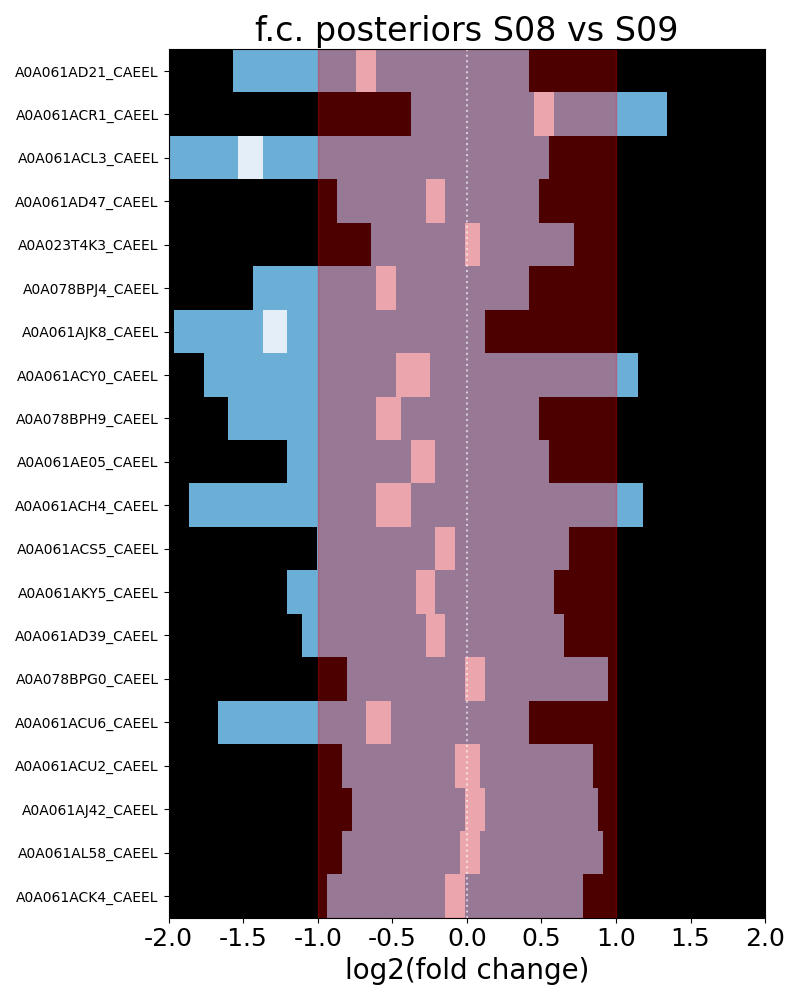 f.c. posteriors S08 vs S09
A0A061AD21_CAEEL
A0A061ACR1_CAEEL
A0A061ACL3_CAEEL
A0A061AD47_CAEEL
A0A023T4K3_CAEEL
A0A078BPJ4_CAEEL
A0A061AJK8_CAEEL
A0A061ACY0_CAEEL
A0A078BPH9_CAEEL
A0A061AE05_CAEEL
A0A061ACH4_CAEEL
A0A061ACS5_CAEEL
A0A061AKY5_CAEEL
A0A061AD39_CAEEL
A0A078BPG0_CAEEL
A0A061ACU6_CAEEL
A0A061ACU2_CAEEL
A0A061AJ42_CAEEL
A0A061AL58_CAEEL
A0A061ACK4_CAEEL
-2.0 -1.5 -1.0 -0.5 0.0 0.5 1.0 1.5 2.0
log2(fold change)